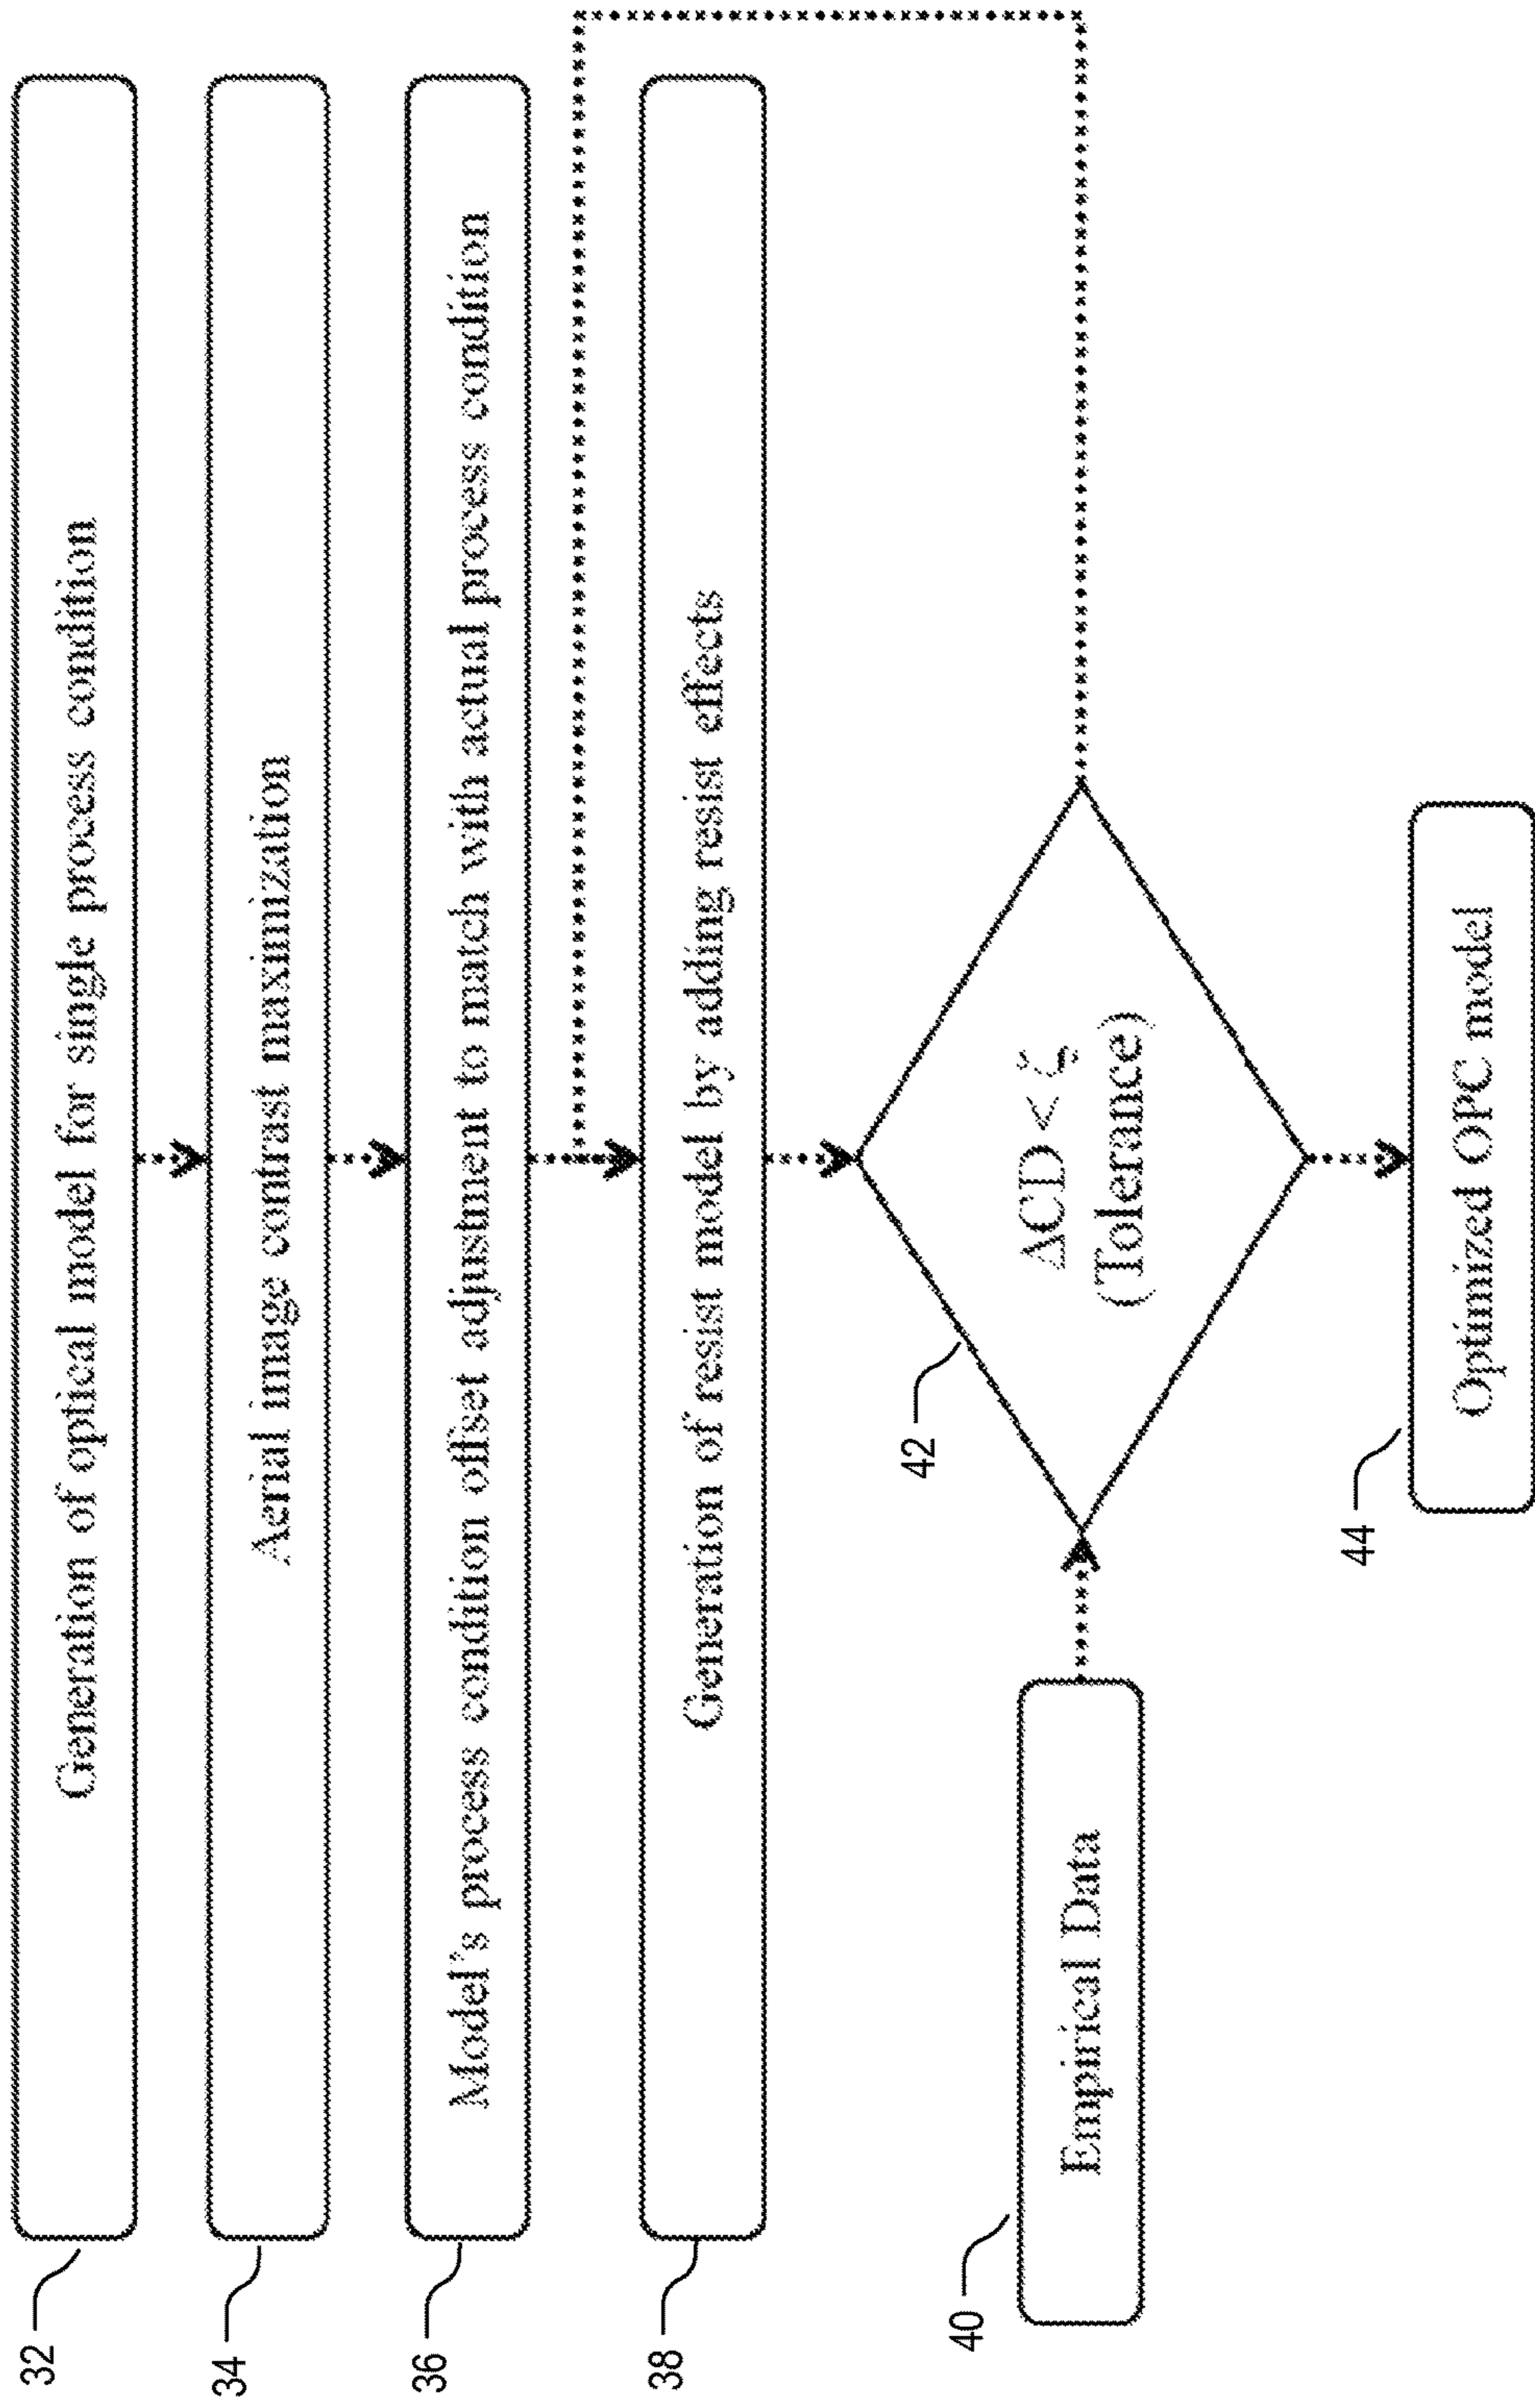 32
Generation of optical model for single process condition
34
Aerial image contrast maximization
36
Model's process condition offset adjustment to match with actual process condition
38
Generation of resist model by adding resist effects
40
Empirical Data
42
ΔCD < ζ
(Tolerance)
44
Optimized OPC model